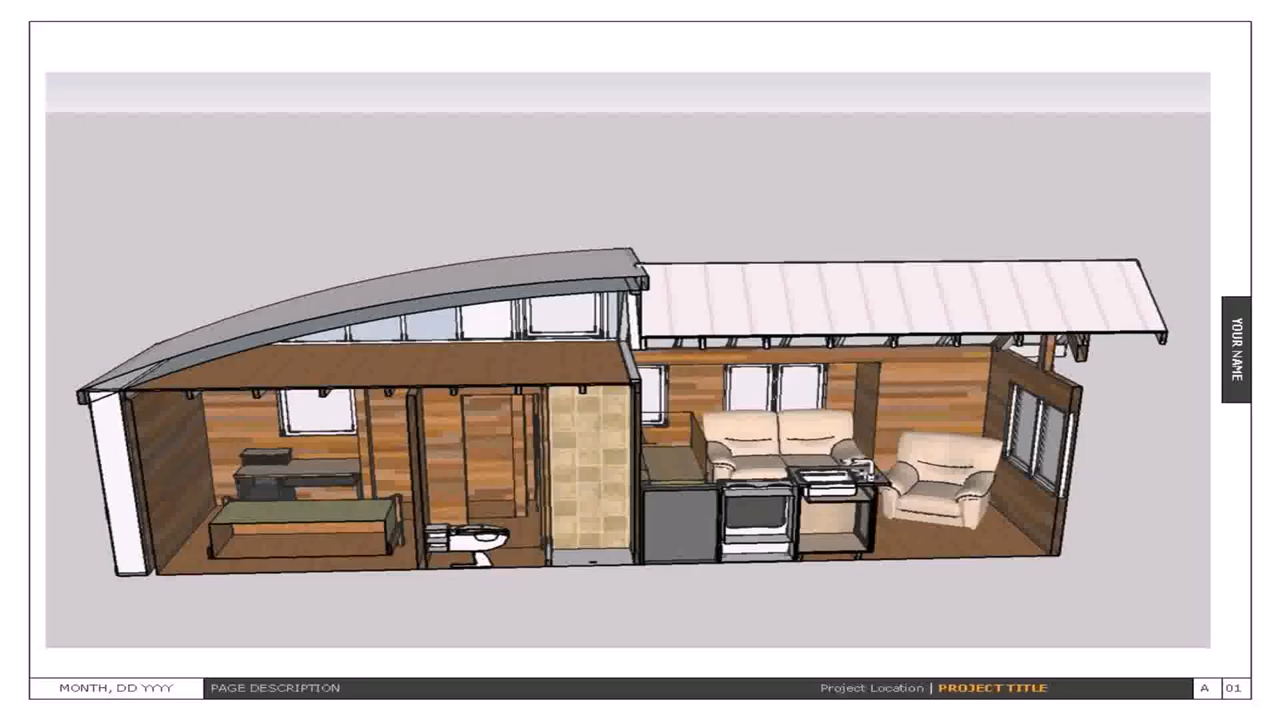 YOUR NAME
MONTH, DD YYYY
PAGE DESCRIPTION
Project Location | PROJECT TITLE
A
01